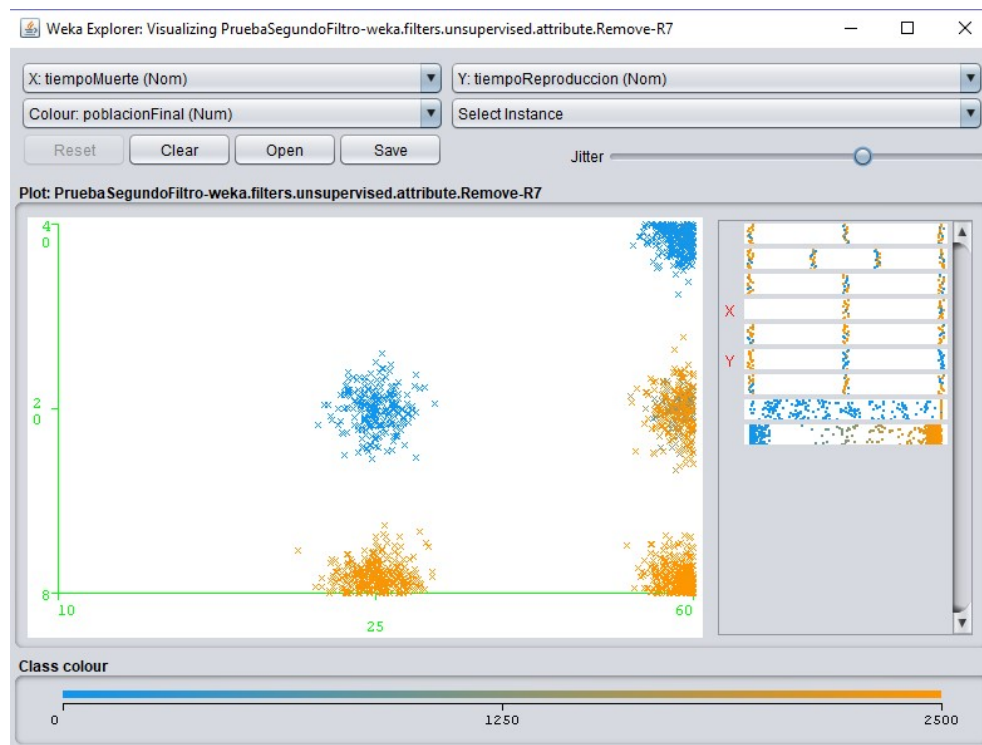 Weka Explorer: Visualizing PruebaSegundoFiltro-weka.filters.unsupervised.attribute.Remove-R7
X: tiempoMuerte (Nom)
Y: tiempoReproduccion (Nom)
Colour: poblacionFinal (Num)
Select Instance
Reset
Clear
Open
Save
Jitter
Plot: PruebaSegundoFiltro-weka.filters.unsupervised.attribute.Remove-R7
4
0
2
0
8
10
25
60
X
Y
Class colour
0
1250
2500